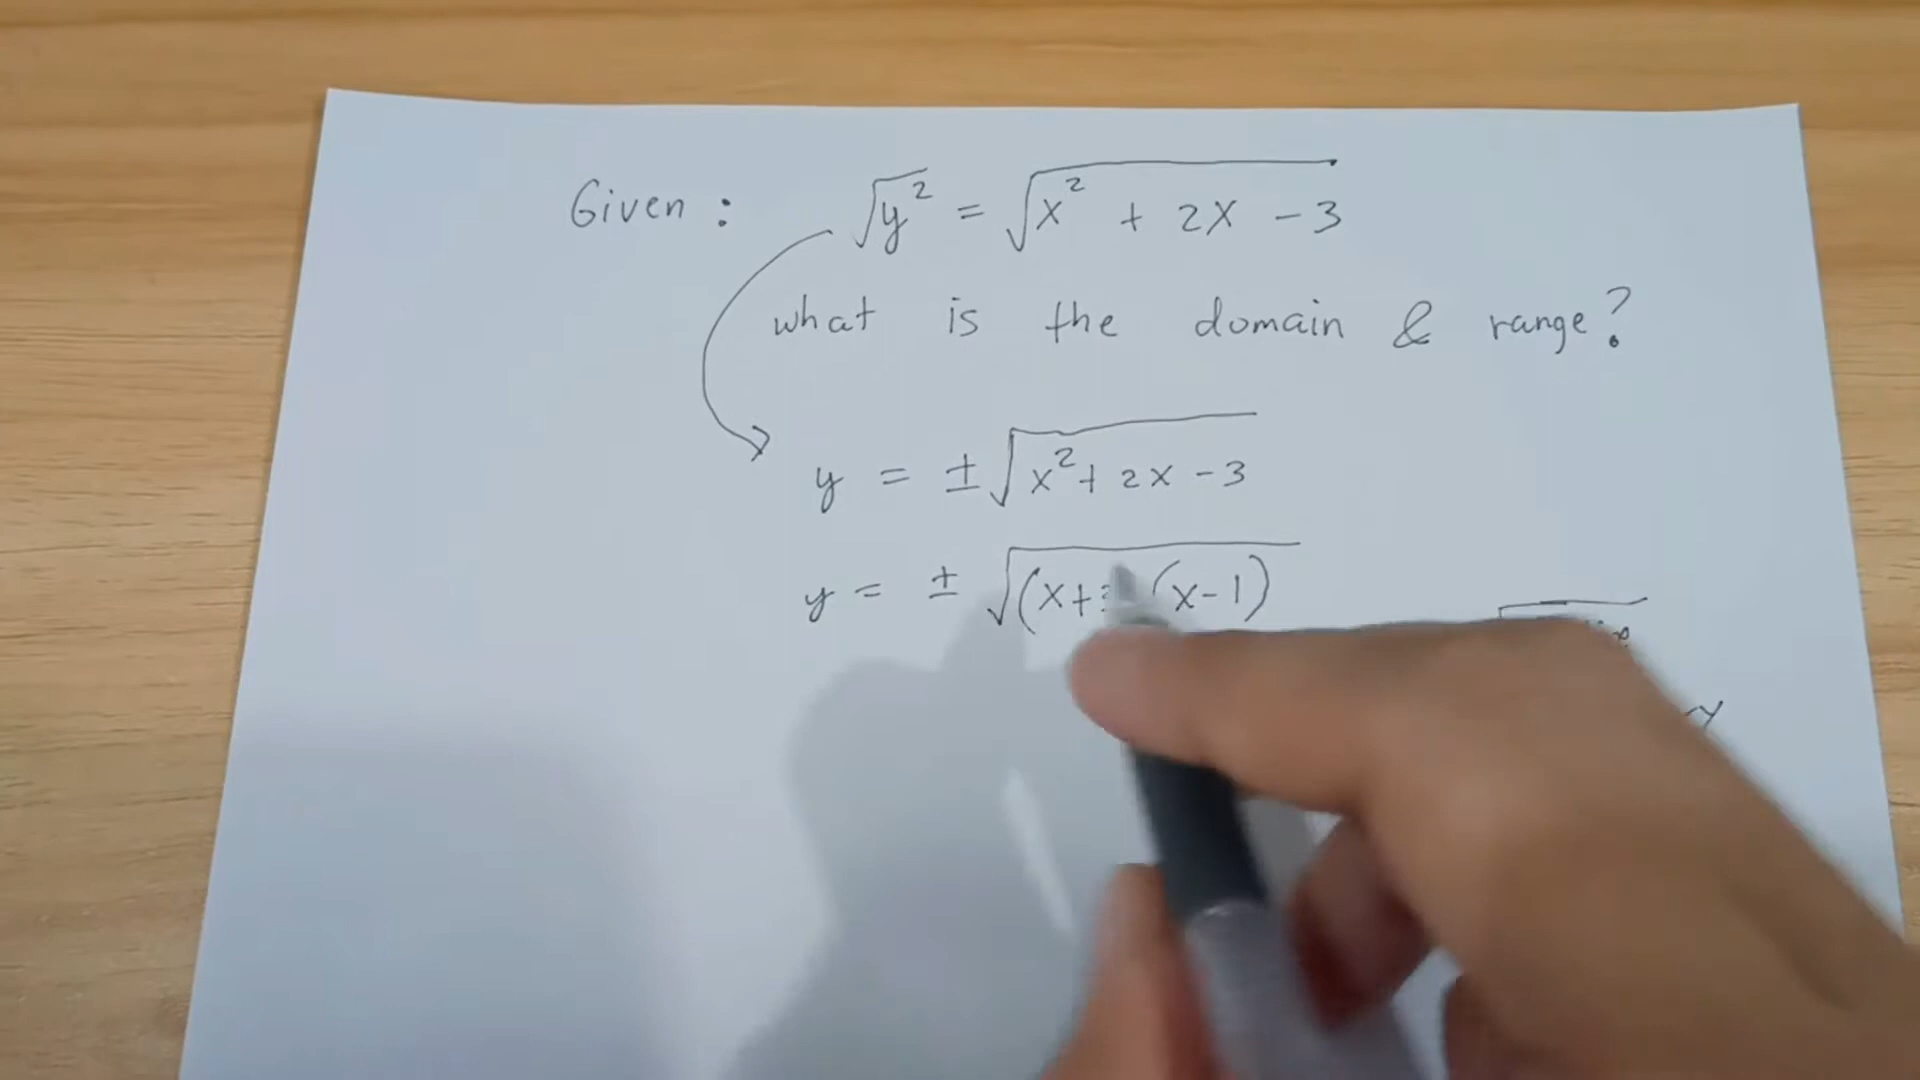 Given : √y² = √x² + 2x - 3
what is the domain & range?
y = ±√x² + 2x - 3
y = ± √(x+ (x-1)